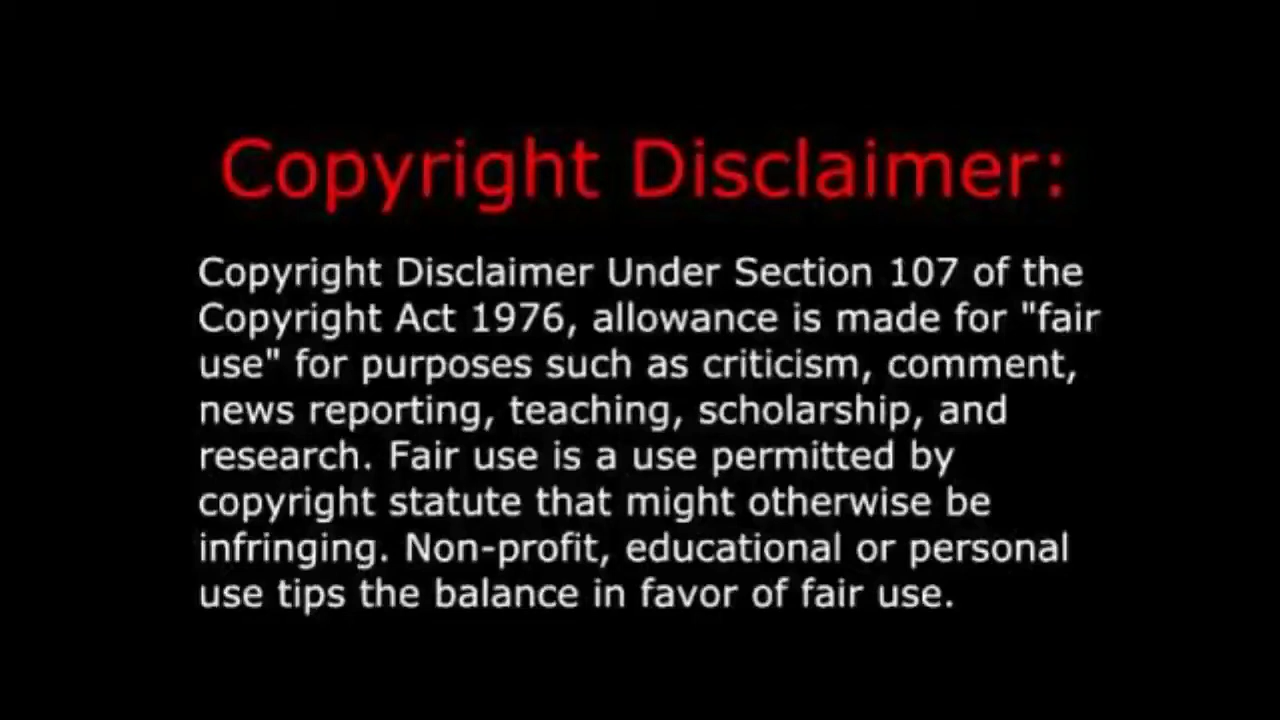 Copyright Disclaimer:
Copyright Disclaimer Under Section 107 of the
Copyright Act 1976, allowance is made for "fair
use" for purposes such as criticism, comment,
news reporting, teaching, scholarship, and
research. Fair use is a use permitted by
copyright statute that might otherwise be
infringing. Non-profit, educational or personal
use tips the balance in favor of fair use.